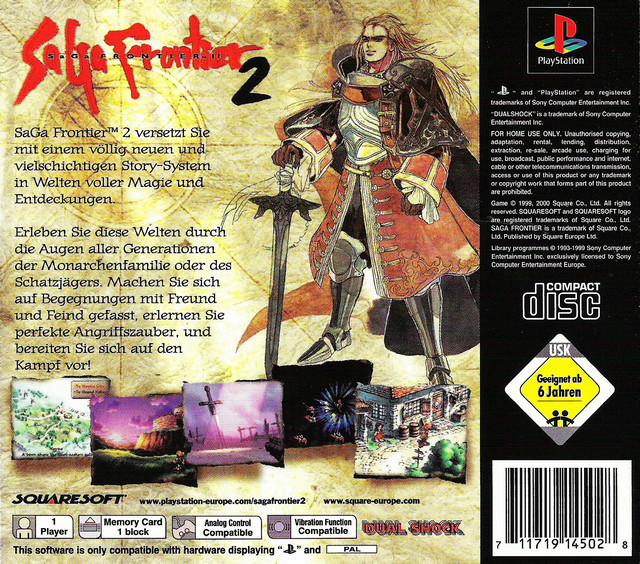 SaGa Frontier 2
SAGA FRONTIER II
SaGa Frontier™ 2 versetzt Sie
mit einem völlig neuen und
vielschichtigen Story-System
in Welten voller Magie und
Entdeckungen.
Erleben Sie diese Welten durch
die Augen aller Generationen
der Monarchenfamilie oder des
Schatzjägers. Machen Sie sich
auf Begegnungen mit Freund
und Feind gefasst, erlernen Sie
perfekte Angriffszauber, und
bereiten Sie sich auf den
Kampf vor!
SQUARESOFT®
www.playstation-europe.com/sagafrontier2
www.square-europe.com
1
Player
Memory Card
1 block
Analog Control
Compatible
Vibration Function
Compatible
DUAL SHOCK
This software is only compatible with hardware displaying " " and PAL
PlayStation
" " and "PlayStation" are registered
trademarks of Sony Computer Entertainment Inc.
"DUALSHOCK" is a trademark of Sony Computer
Entertainment Inc.
FOR HOME USE ONLY. Unauthorised copying,
adaptation, rental, lending, distribution,
extraction, re-sale, arcade use, charging for
use, broadcast, public performance and internet,
cable or other telecommunications transmission,
access or use of this product or any trademark
or copyright work that forms part of this product
are prohibited.
Game © 1999, 2000 Square Co., Ltd. All rights
reserved. SQUARESOFT and SQUARESOFT logo
are registered trademarks of Square Co., Ltd.
SAGA FRONTIER is a trademark of Square Co.,
Ltd. Published by Square Europe Ltd.
Library programmes © 1993-1999 Sony Computer
Entertainment Inc. exclusively licensed to Sony
Computer Entertainment Europe.
COMPACT
disc
USK
Geeignet ab
6 Jahren
7 11719 14502 8